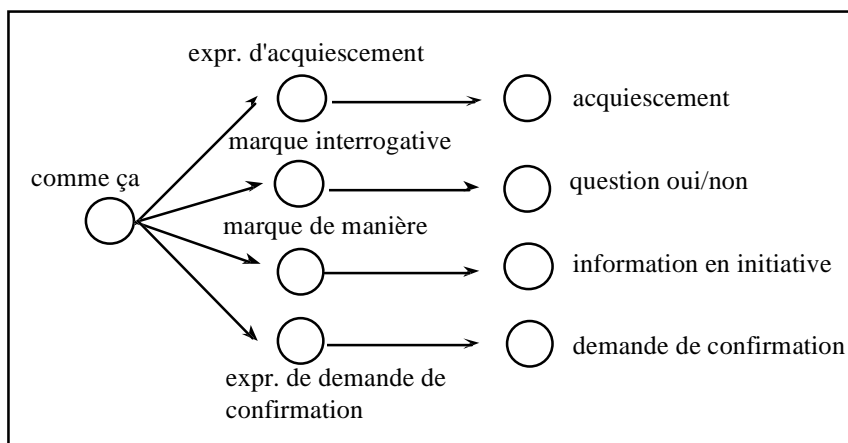 expr. d'acquiescement
acquiescement
marque interrogative
comme ça
question oui/non
marque de manière
information en initiative
demande de confirmation
expr. de demande de
confirmation